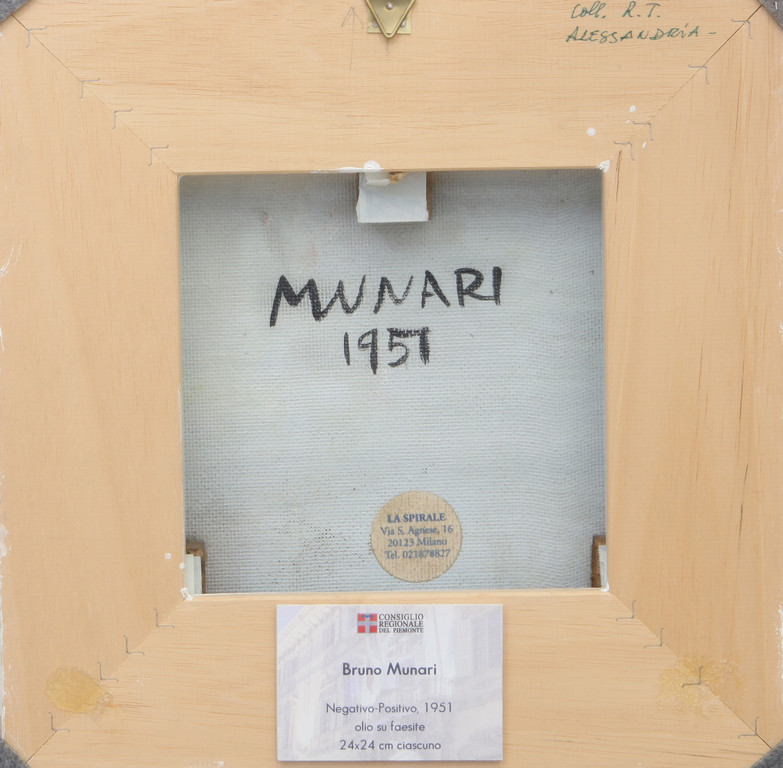 Coll. R. T.
ALESSANDRIA -
MUNARI
1951
LA SPIRALE
Via S. Agnese, 16
20123 Milano
Tel. 021878827
CONSIGLIO
REGIONALE
DEL PIEMONTE
Bruno Munari
Negativo-Positivo, 1951
olio su faesite
24x24 cm ciascuno